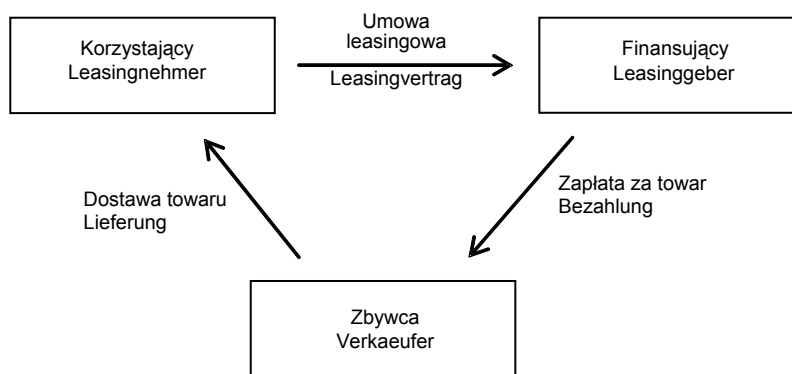 Korzystający
Leasingnehmer
Umowa
leasingowa
Leasingvertrag
Finansujący
Leasinggeber
Dostawa towaru
Lieferung
Zapłata za towar
Bezahlung
Zbywca
Verkaeufer